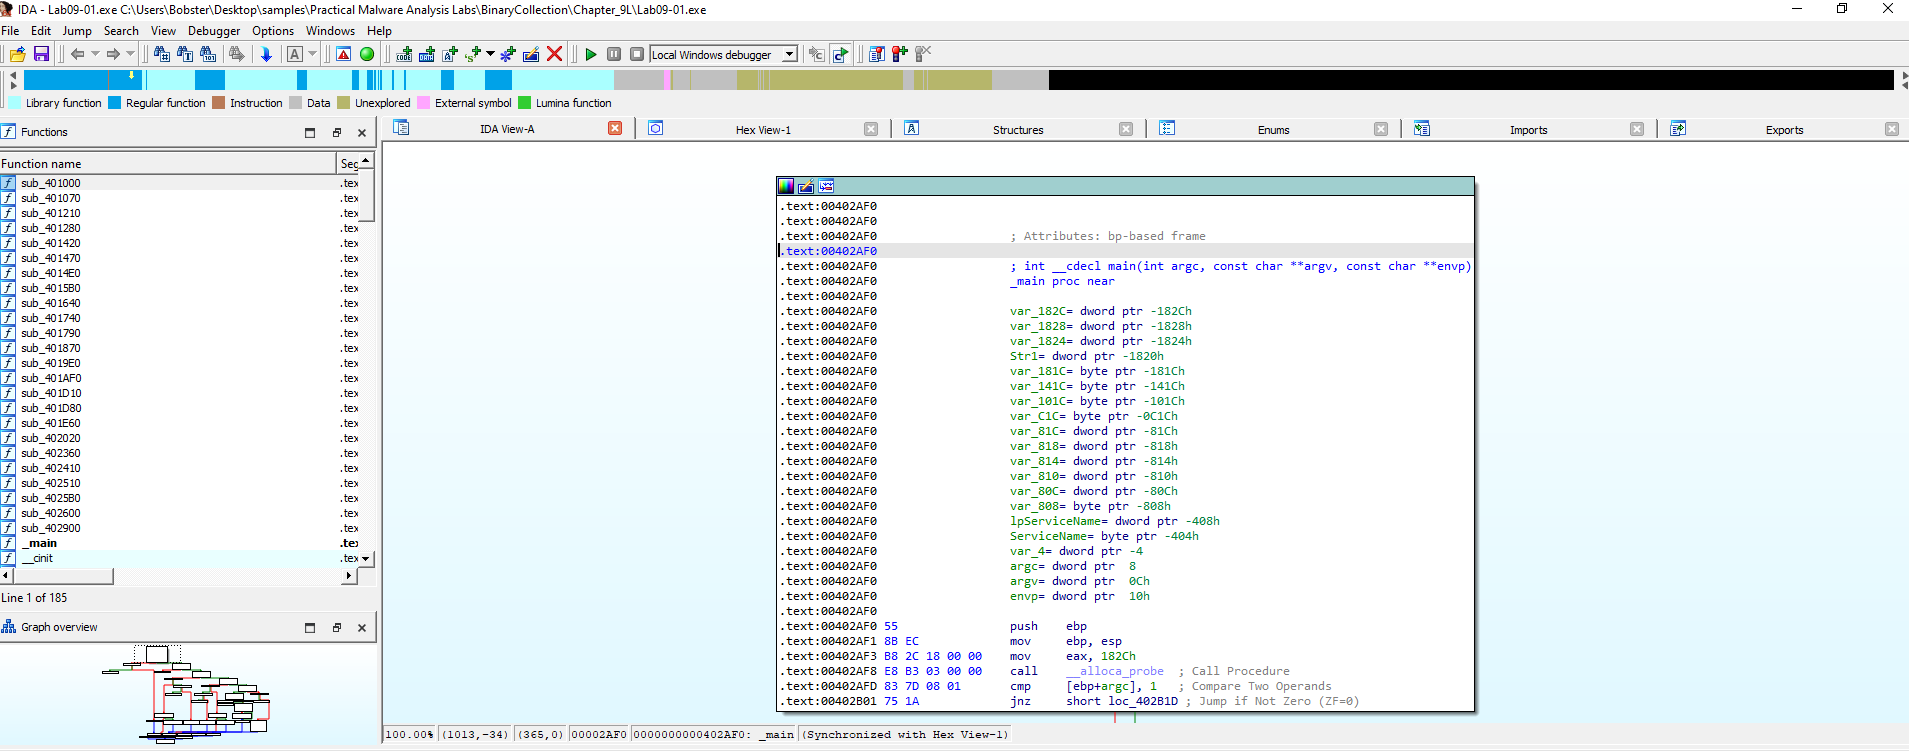 IDA - Lab09-01.exe C:\Users\Bobster\Desktop\samples\Practical Malware Analysis Labs\BinaryCollection\Chapter_9L\Lab09-01.exe
File Edit Jump Search View Debugger Options Windows Help
Local Windows debugger
Library function Regular function Instruction Data Unexplored External symbol Lumina function
Functions
IDA View-A Hex View-1 Structures Enums Imports Exports
Function name Seg
sub_401000 .tex
sub_401070 .tex
sub_401210 .tex
sub_401280 .tex
sub_401420 .tex
sub_401470 .tex
sub_4014E0 .tex
sub_4015B0 .tex
sub_401640 .tex
sub_401740 .tex
sub_401790 .tex
sub_401870 .tex
sub_4019E0 .tex
sub_401AF0 .tex
sub_401D10 .tex
sub_401D80 .tex
sub_401E60 .tex
sub_402020 .tex
sub_402360 .tex
sub_402410 .tex
sub_402510 .tex
sub_4025B0 .tex
sub_402600 .tex
sub_402900 .tex
_main .tex
__cinit .tex
Line 1 of 185
Graph overview
.text:00402AF0
.text:00402AF0
.text:00402AF0 ; Attributes: bp-based frame
.text:00402AF0
.text:00402AF0 ; int __cdecl main(int argc, const char **argv, const char **envp)
.text:00402AF0 _main proc near
.text:00402AF0
.text:00402AF0 var_182C= dword ptr -182Ch
.text:00402AF0 var_1828= dword ptr -1828h
.text:00402AF0 var_1824= dword ptr -1824h
.text:00402AF0 Str1= dword ptr -1820h
.text:00402AF0 var_181C= byte ptr -181Ch
.text:00402AF0 var_141C= byte ptr -141Ch
.text:00402AF0 var_101C= byte ptr -101Ch
.text:00402AF0 var_C1C= byte ptr -0C1Ch
.text:00402AF0 var_81C= dword ptr -81Ch
.text:00402AF0 var_818= dword ptr -818h
.text:00402AF0 var_814= dword ptr -814h
.text:00402AF0 var_810= dword ptr -810h
.text:00402AF0 var_80C= dword ptr -80Ch
.text:00402AF0 var_808= byte ptr -808h
.text:00402AF0 lpServiceName= dword ptr -408h
.text:00402AF0 ServiceName= byte ptr -404h
.text:00402AF0 var_4= dword ptr -4
.text:00402AF0 argc= dword ptr 8
.text:00402AF0 argv= dword ptr 0Ch
.text:00402AF0 envp= dword ptr 10h
.text:00402AF0
.text:00402AF0 55 push ebp
.text:00402AF1 8B EC mov ebp, esp
.text:00402AF3 B8 2C 18 00 00 mov eax, 182Ch
.text:00402AF8 E8 B3 03 00 00 call __alloca_probe ; Call Procedure
.text:00402AFD 83 7D 08 01 cmp [ebp+argc], 1 ; Compare Two Operands
.text:00402B01 75 1A jnz short loc_402B1D ; Jump if Not Zero (ZF=0)
100.00% (1013,-34) (365,0) 00002AF0 0000000000402AF0: _main (Synchronized with Hex View-1)